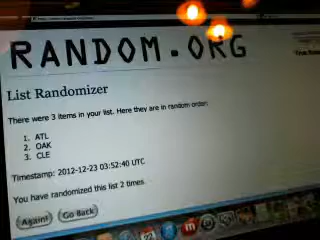 RANDOM.ORG
True Rando
List Randomizer
There were 3 items in your list. Here they are in random order:
1. ATL
2. OAK
3. CLE
Timestamp: 2012-12-23 03:52:40 UTC
You have randomized this list 2 times.
Again! Go Back